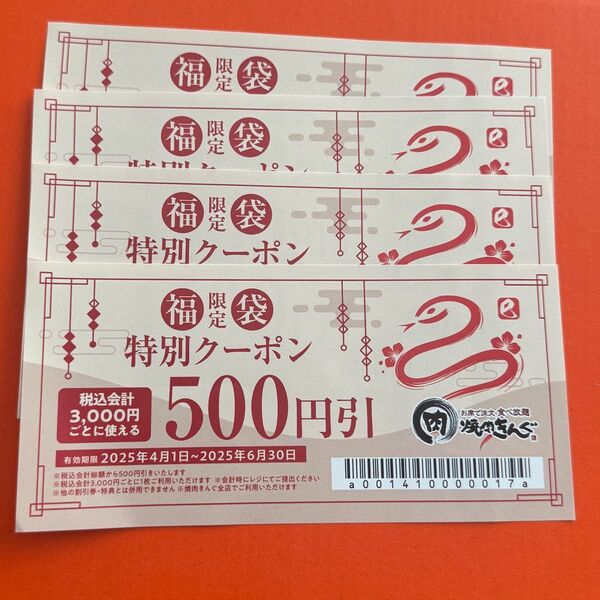 福 限定 袋
福 限定 袋
特別クーポン
福 限定 袋
特別クーポン
福 限定 袋
特別クーポン
税込会計
3,000円
ごとに使える
500円引
有効期限 2025年4月1日~2025年6月30日
※税込会計総額から500円引きいたします
※税込会計3,000円ごとに1枚ご利用いただけます ※会計時にレジにてご提出ください
※他の割引券・特典とは併用できません ※焼肉きんぐ全店でご利用いただけます
巳
巳
巳
肉
お席で注文・食べ放題
焼肉きんぐ
a0014100000017a